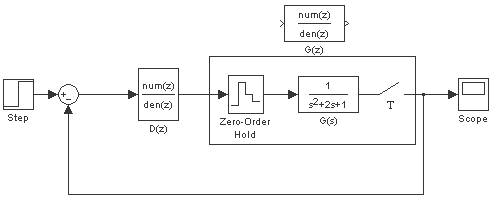 num(z)
den(z)
G(z)
Step
+
−
num(z)
den(z)
D(z)
Zero-Order
Hold
1
s²+2s+1
G(s)
T
Scope